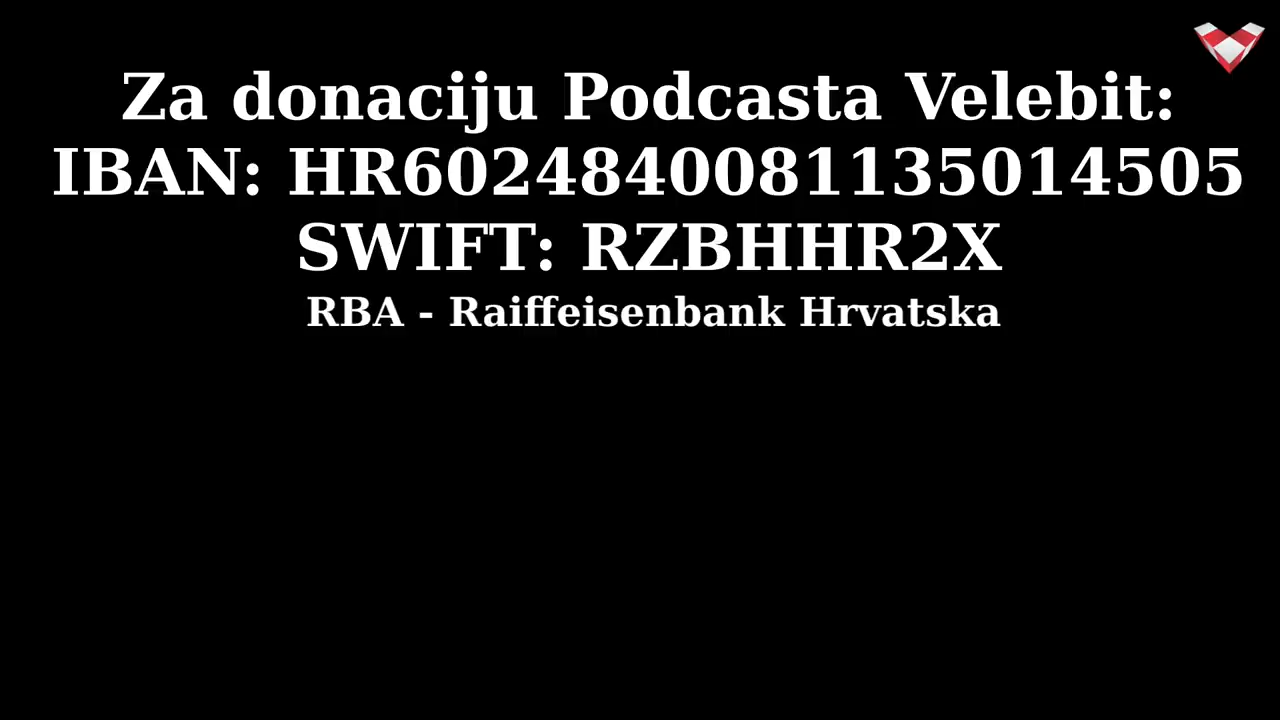 Za donaciju Podcasta Velebit:
IBAN: HR6024840081135014505
SWIFT: RZBHHR2X
RBA - Raiffeisenbank Hrvatska